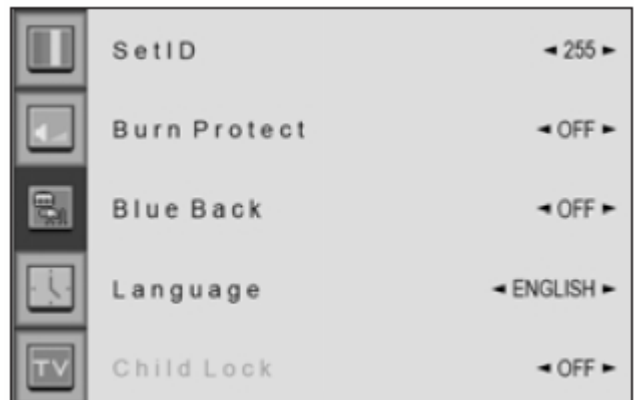 SetID ◄ 255 ►
Burn Protect ◄ OFF ►
Blue Back ◄ OFF ►
Language ◄ ENGLISH ►
TV Child Lock ◄ OFF ►